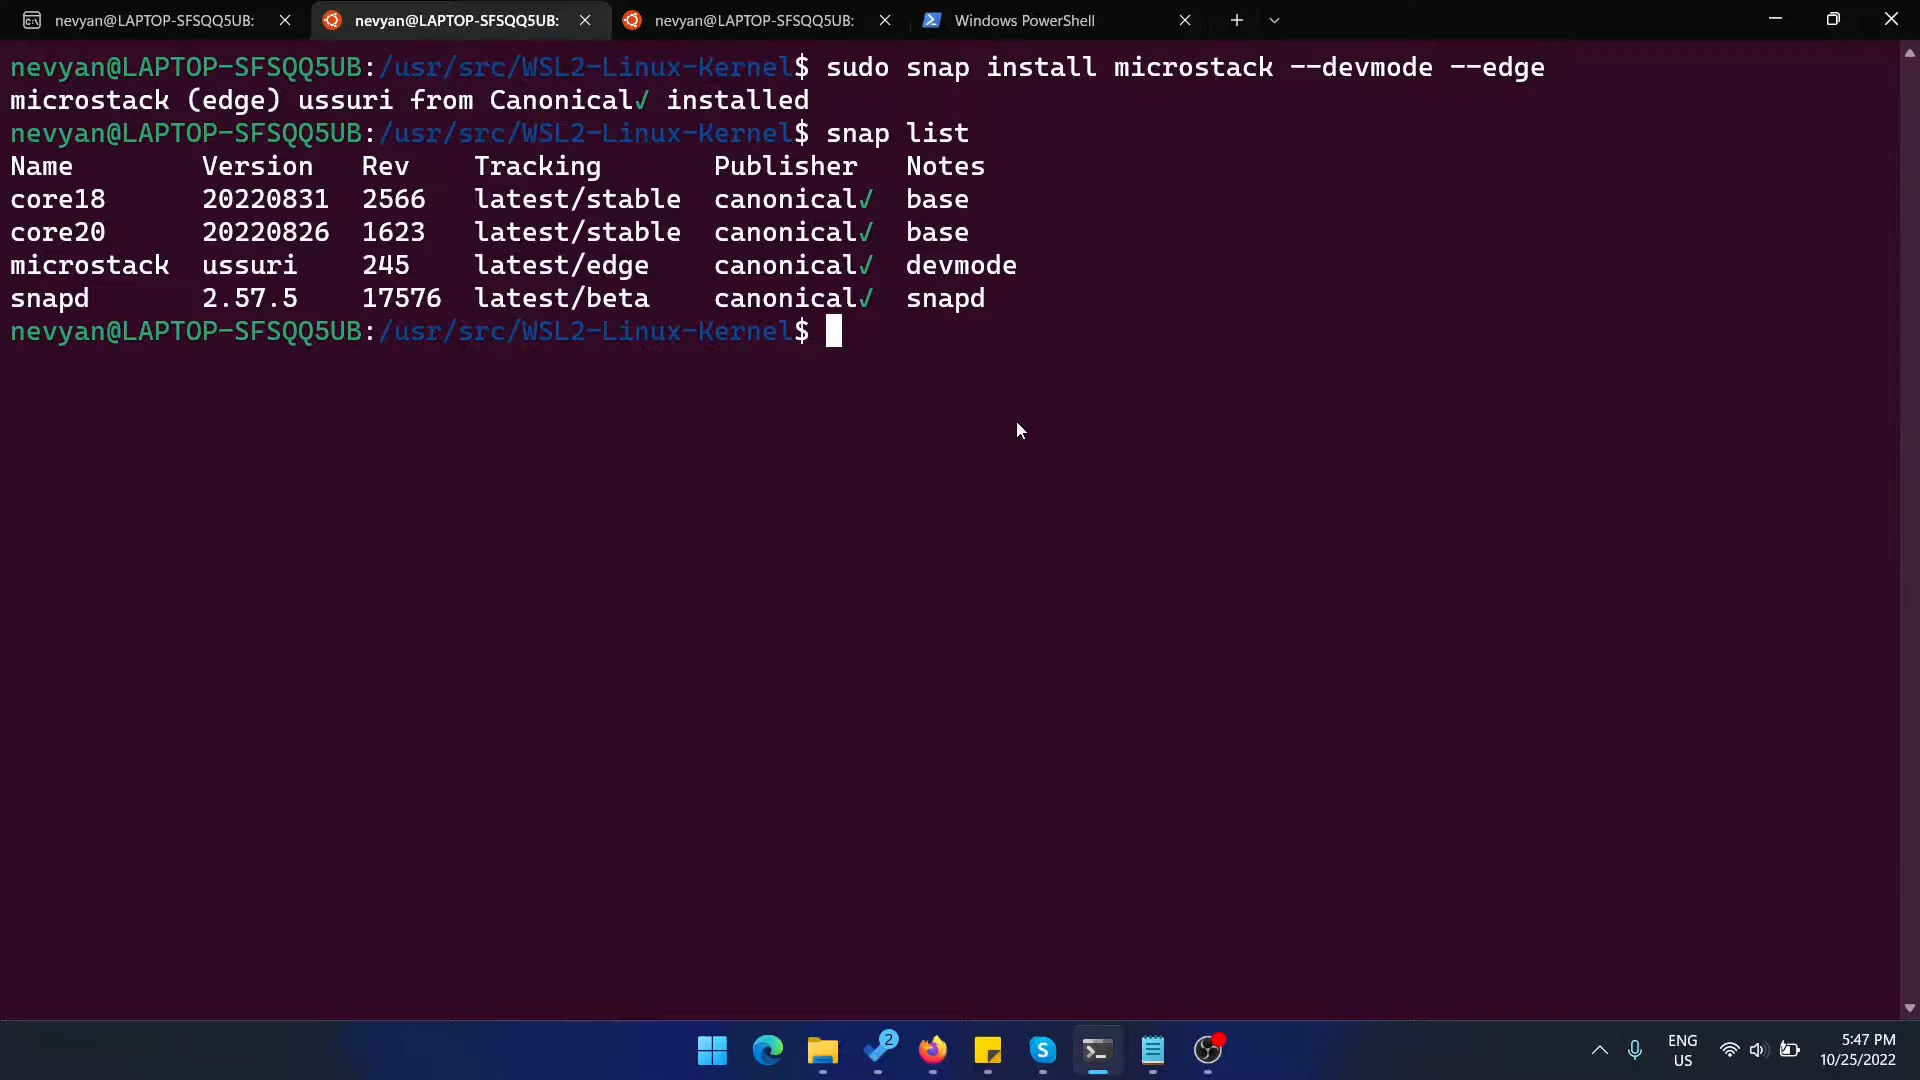 nevyan@LAPTOP-SFSQQ5UB: nevyan@LAPTOP-SFSQQ5UB: nevyan@LAPTOP-SFSQQ5UB: Windows PowerShell
nevyan@LAPTOP-SFSQQ5UB:/usr/src/WSL2-Linux-Kernel$ sudo snap install microstack --devmode --edge
microstack (edge) ussuri from Canonical✓ installed
nevyan@LAPTOP-SFSQQ5UB:/usr/src/WSL2-Linux-Kernel$ snap list
Name Version Rev Tracking Publisher Notes
core18 20220831 2566 latest/stable canonical✓ base
core20 20220826 1623 latest/stable canonical✓ base
microstack ussuri 245 latest/edge canonical✓ devmode
snapd 2.57.5 17576 latest/beta canonical✓ snapd
nevyan@LAPTOP-SFSQQ5UB:/usr/src/WSL2-Linux-Kernel$
2
ENG
US
5:47 PM
10/25/2022